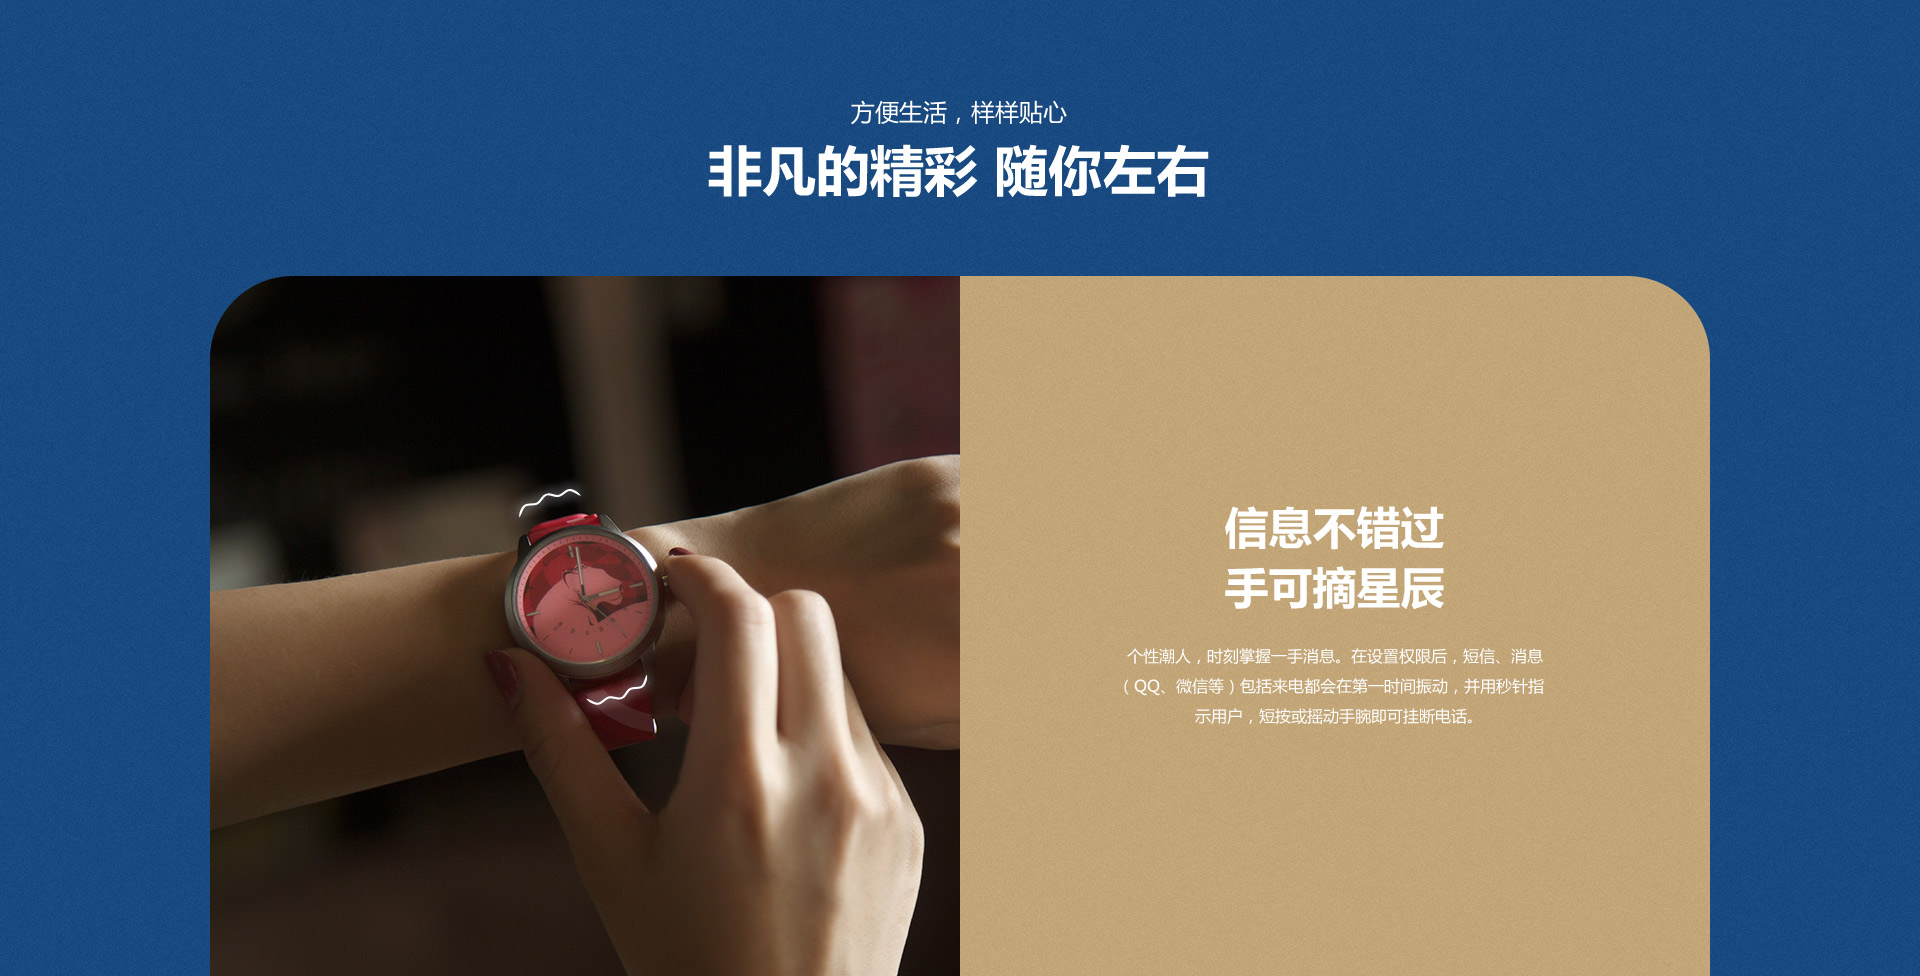 方便生活，样样贴心
非凡的精彩 随你左右
信息不错过
手可摘星辰
个性潮人，时刻掌握一手消息。在设置权限后，短信、消息
（QQ、微信等）包括来电都会在第一时间振动，并用秒针指
示用户，短按或摇动手腕即可挂断电话。